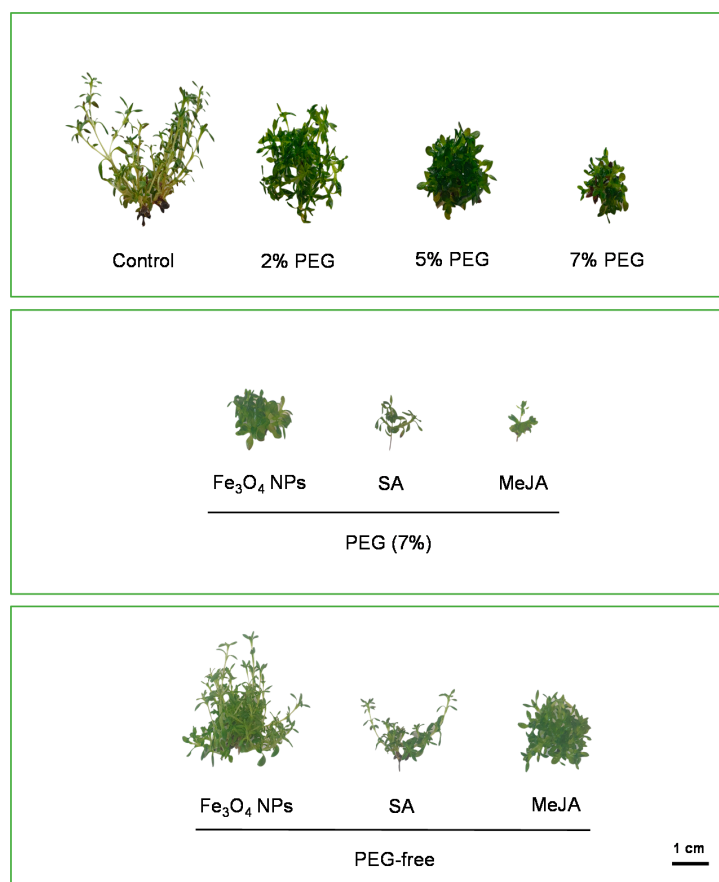 Control 2% PEG 5% PEG 7% PEG
Fe₃O₄ NPs SA MeJA
PEG (7%)
Fe₃O₄ NPs SA MeJA
PEG-free
1 cm